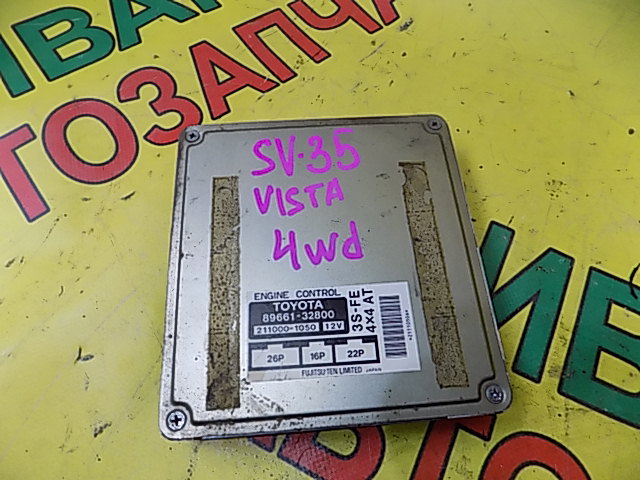 ИВА
ТОЗАПЧА
SV-35
VISTA
4wd
ENGINE CONTROL
TOYOTA
89661-32800
211000-1050 12V
3S-FE
4X4 AT
26P 16P 22P
FUJITSU TEN LIMITED JAPAN